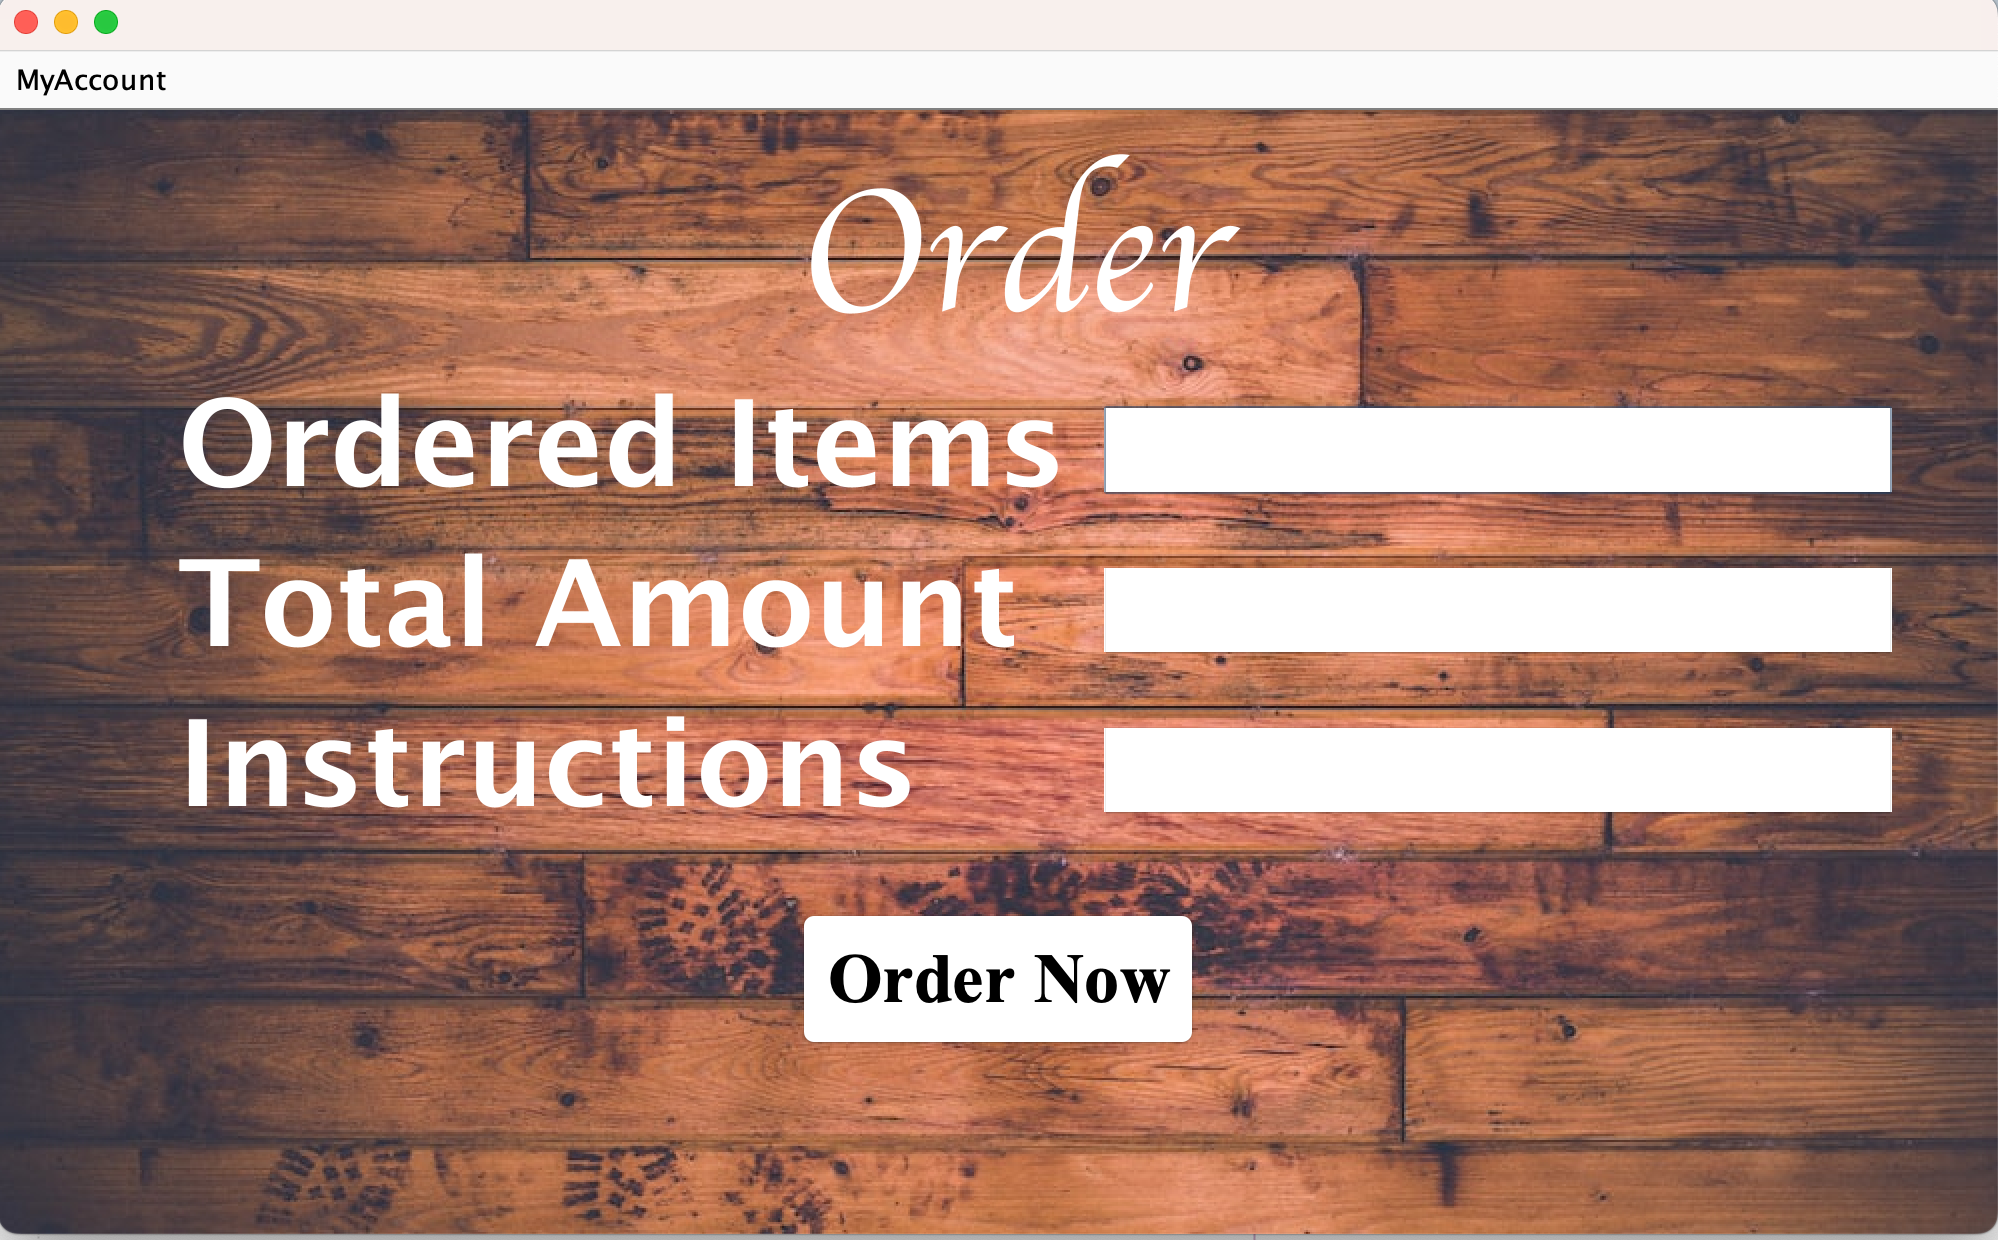 MyAccount
Order
Ordered Items
Total Amount
Instructions
Order Now